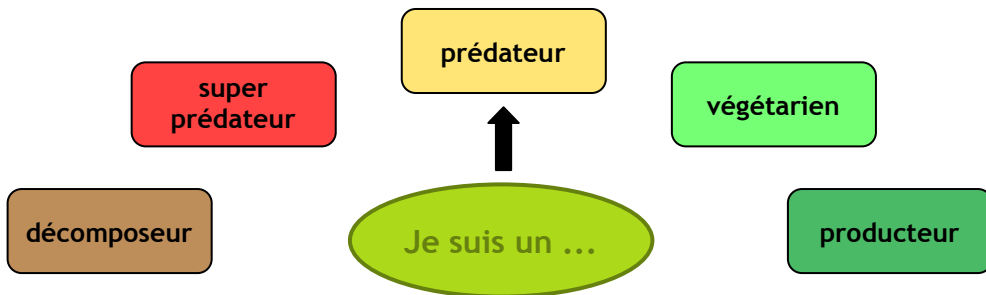 prédateur
super
prédateur
végétarien
décomposeur
Je suis un ...
producteur